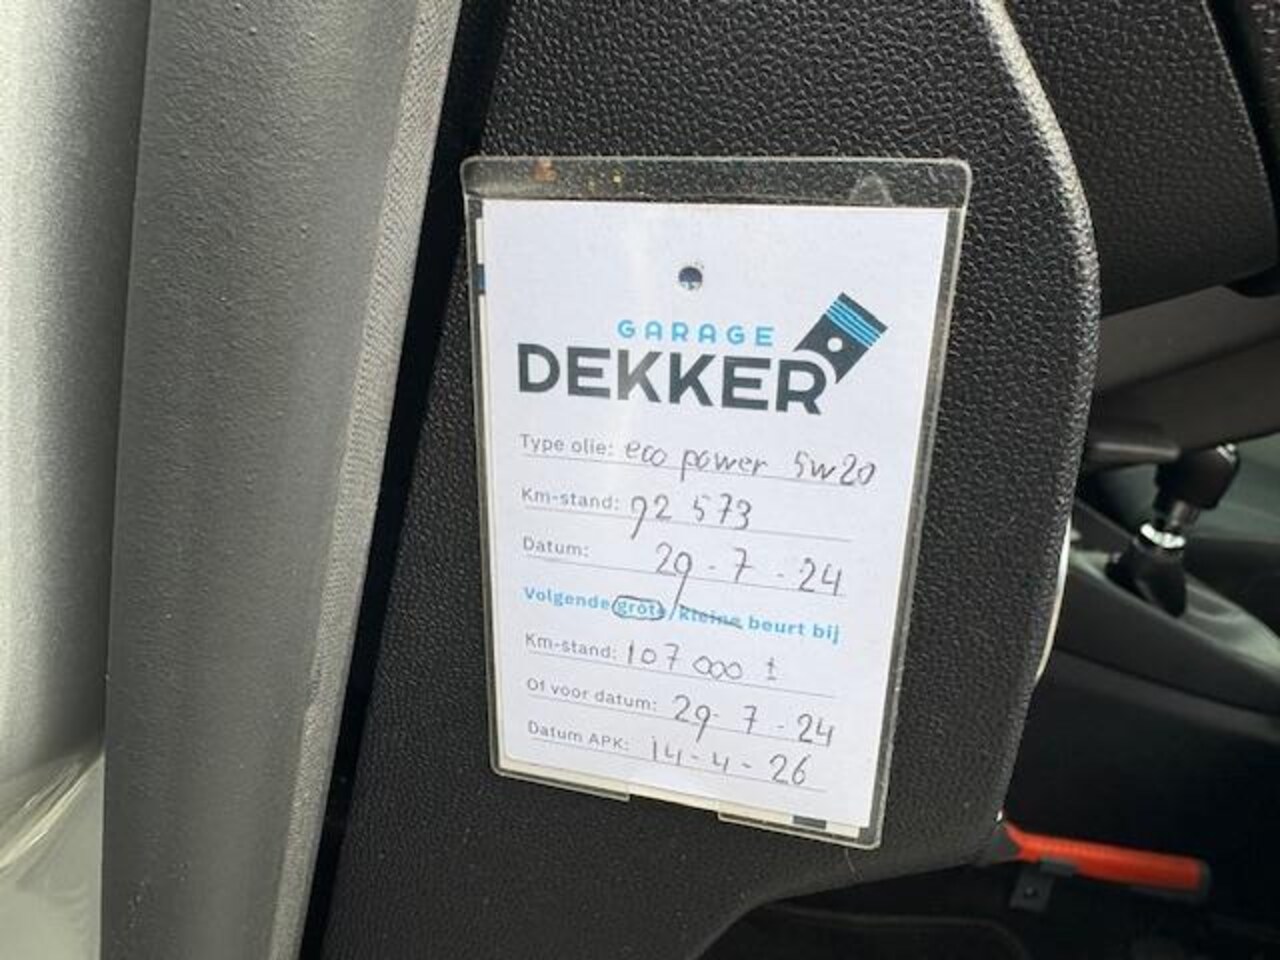 GARAGE
DEKKER
Type olie: eco power 5w20
Km-stand: 92 573
Datum: 29-7-24
Volgende grote/kleine beurt bij
Km-stand: 107 000 ±
Of voor datum: 29-7-24
Datum APK: 14-4-26